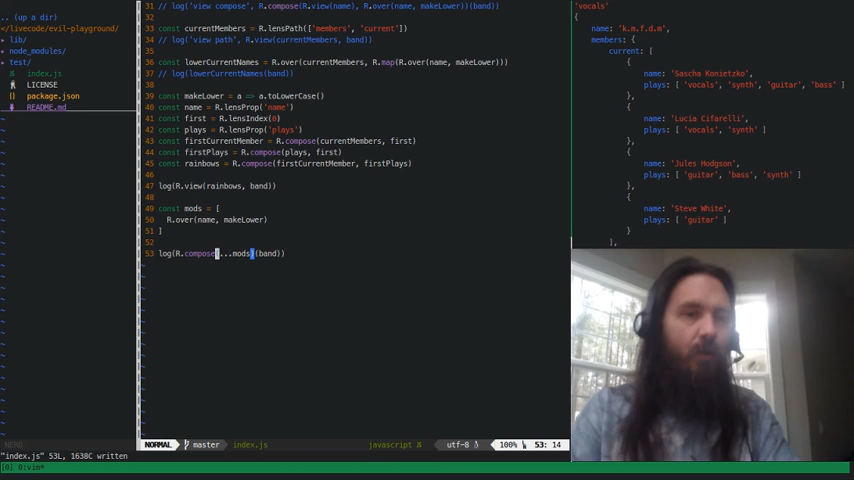 .. (up a dir)
</livecode/evil-playground/
▸ lib/
▸ node_modules/
▸ test/
index.js
LICENSE
package.json
README.md
31 // log('view compose', R.compose(R.view(name), R.over(name, makeLower))(band))
32
33 const currentMembers = R.lensPath(['members', 'current'])
34 // log('view path', R.view(currentMembers, band))
35
36 const lowerCurrentNames = R.over(currentMembers, R.map(R.over(name, makeLower)))
37 // log(lowerCurrentNames(band))
38
39 const makeLower = a => a.toLowerCase()
40 const name = R.lensProp('name')
41 const first = R.lensIndex(0)
42 const plays = R.lensProp('plays')
43 const firstCurrentMember = R.compose(currentMembers, first)
44 const firstPlays = R.compose(plays, first)
45 const rainbows = R.compose(firstCurrentMember, firstPlays)
46
47 log(R.view(rainbows, band))
48
49 const mods = [
50 R.over(name, makeLower)
51 ]
52
53 log(R.compose(...mods)(band))
'vocals'
{
name: 'k.m.f.d.m',
members: {
current: [
{
name: 'Sascha Konietzko',
plays: [ 'vocals', 'synth', 'guitar', 'bass' ]
},
{
name: 'Lucia Cifarelli',
plays: [ 'vocals', 'synth' ]
},
{
name: 'Jules Hodgson',
plays: [ 'guitar', 'bass', 'synth' ]
},
{
name: 'Steve White',
plays: [ 'guitar' ]
}
],
NERD
NORMAL master index.js javascript utf-8 100% 53: 14
"index.js" 53L, 1638C written
[0] 0:vim*